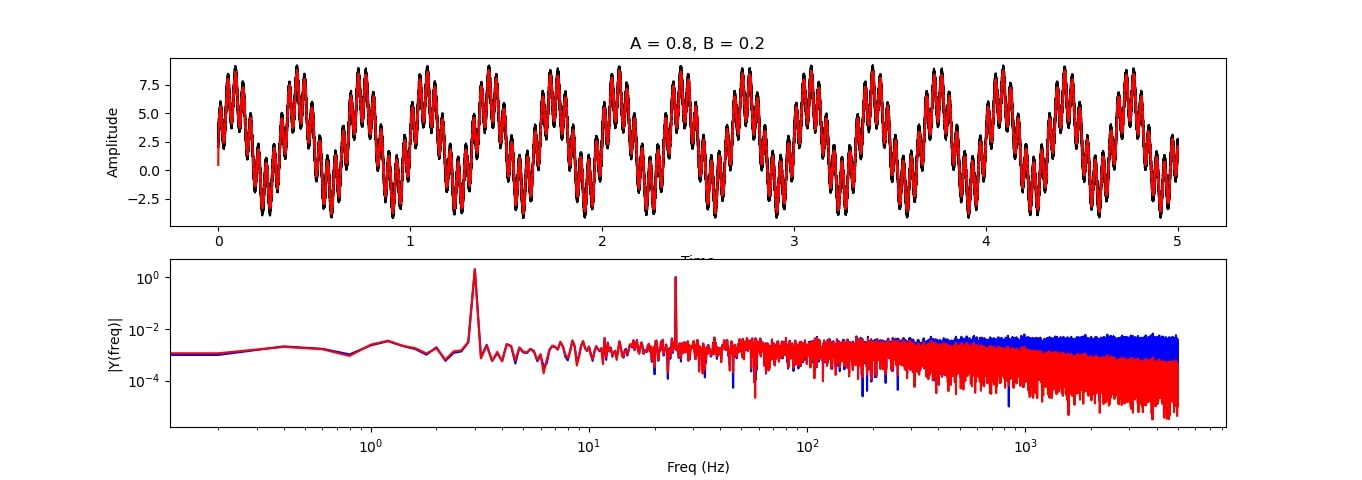 A = 0.8, B = 0.2
Amplitude
7.5
5.0
2.5
0.0
−2.5
0 1 2 3 4 5
|Y(freq)|
10⁰
10⁻²
10⁻⁴
10⁰ 10¹ 10² 10³
Freq (Hz)